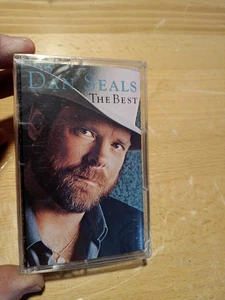 DAN SEALS
THE BEST